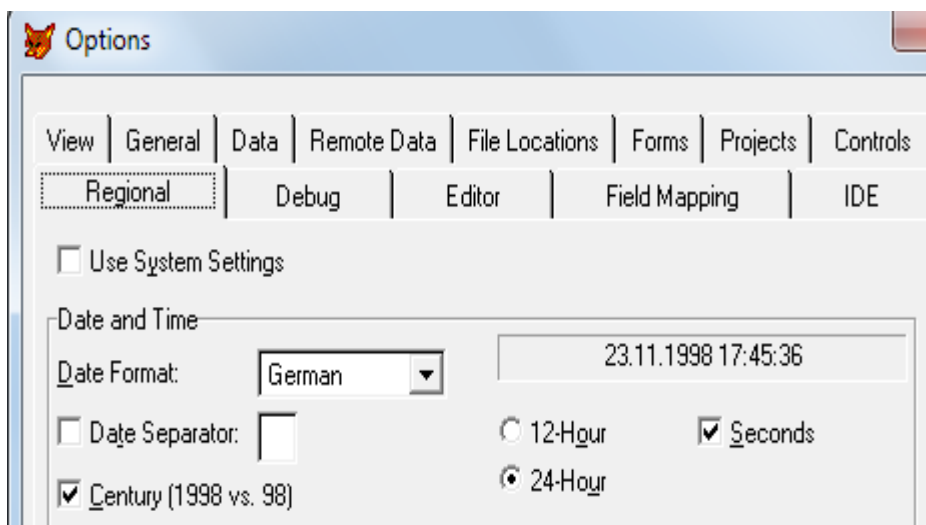 Options
View General Data Remote Data File Locations Forms Projects Controls
Regional Debug Editor Field Mapping IDE
Use System Settings
Date and Time
23.11.1998 17:45:36
Date Format: German
Date Separator: 12-Hour Seconds
Century (1998 vs. 98) 24-Hour